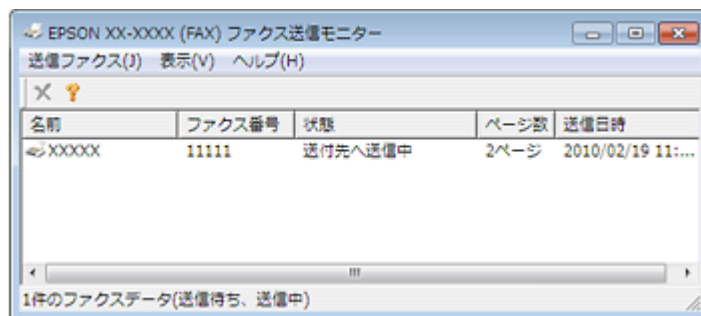 EPSON XX-XXXX (FAX) ファクス送信モニター
送信ファクス(J) 表示(V) ヘルプ(H)
名前 ファクス番号 状態 ページ数 送信日時
XXXXX 11111 送付先へ送信中 2ページ 2010/02/19 11:...
1件のファクスデータ(送信待ち、送信中)